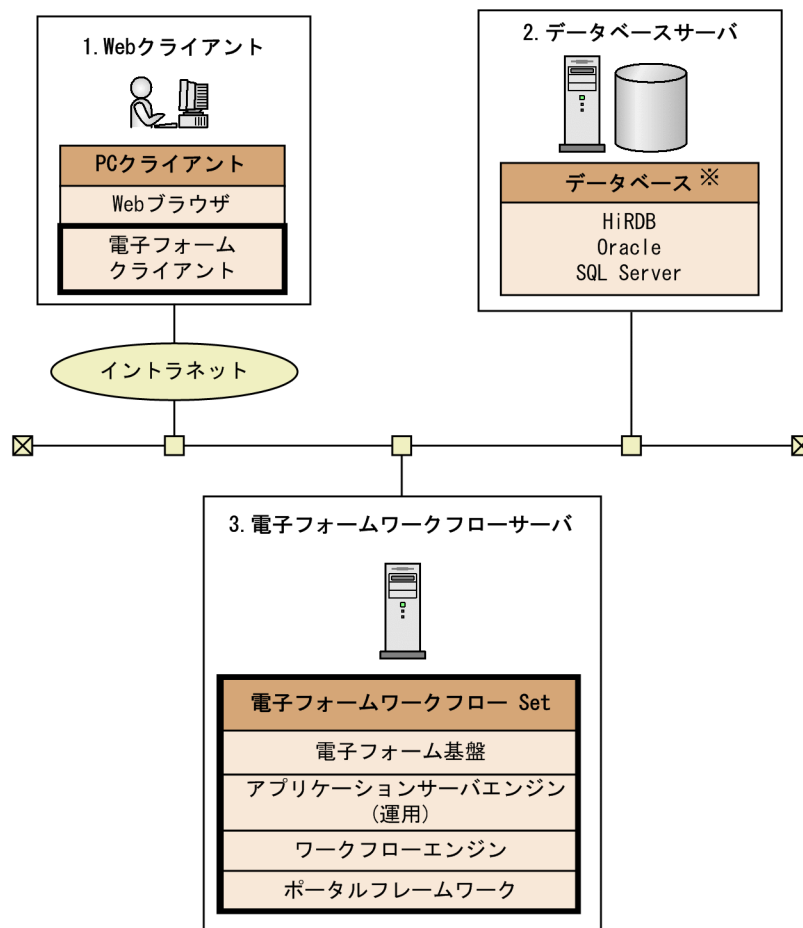 1.Webクライアント
PCクライアント
Webブラウザ
電子フォーム
クライアント
2.データベースサーバ
データベース※
HiRDB
Oracle
SQL Server
イントラネット
3.電子フォームワークフローサーバ
電子フォームワークフロー Set
電子フォーム基盤
アプリケーションサーバエンジン
(運用)
ワークフローエンジン
ポータルフレームワーク